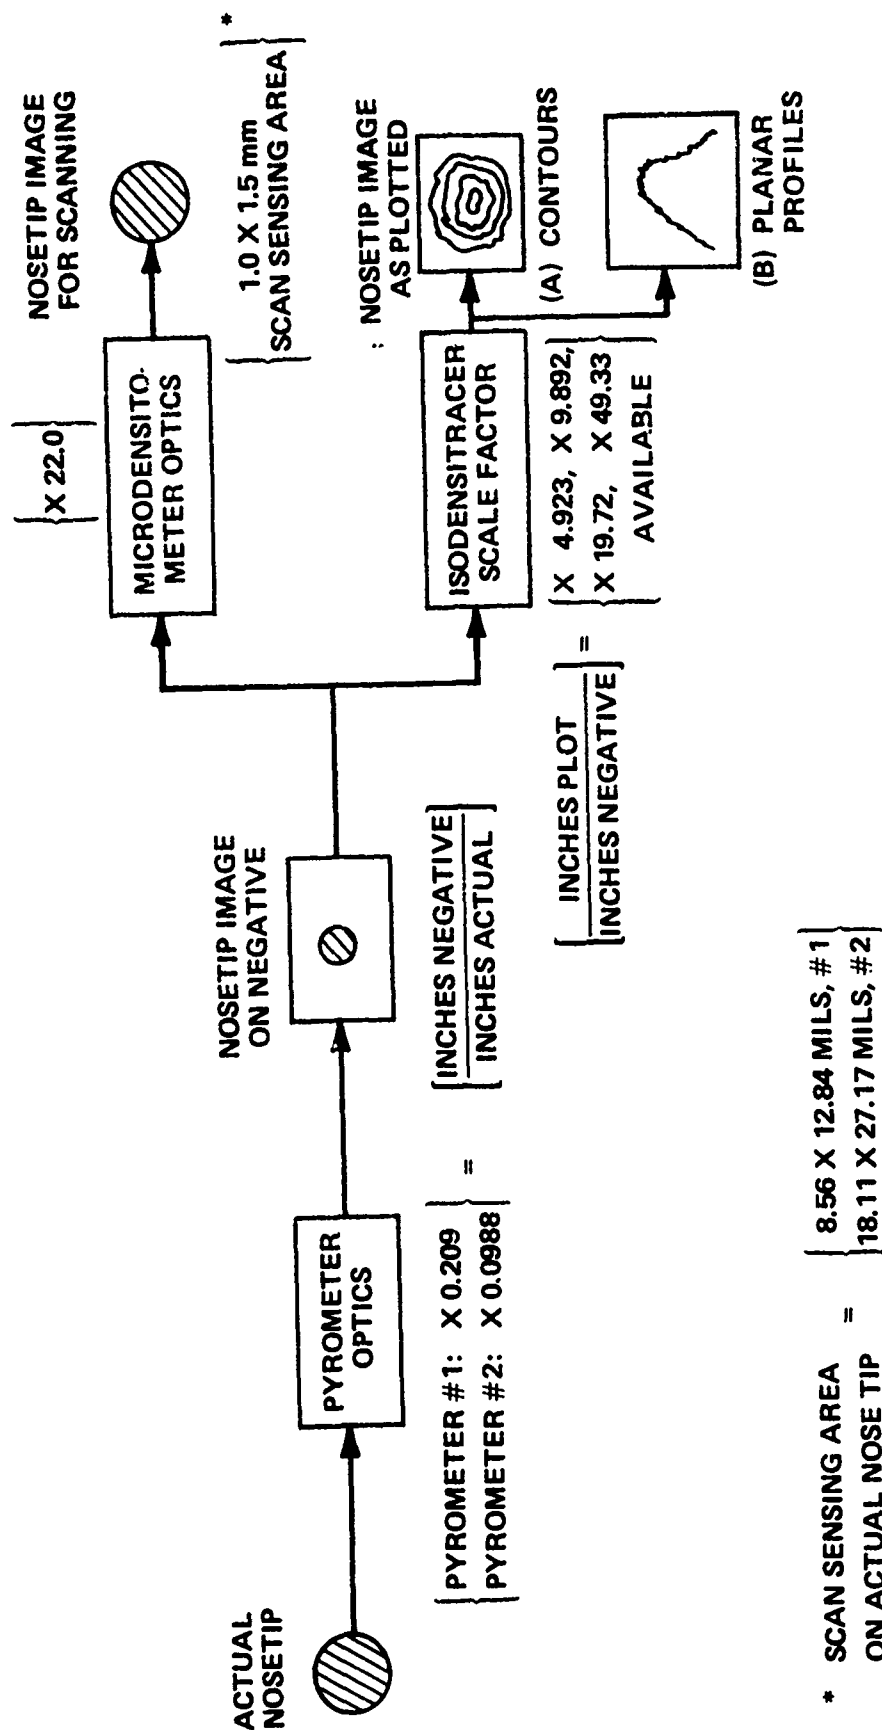 ACTUAL
NOSETIP
PYROMETER
OPTICS
PYROMETER #1: X 0.209
PYROMETER #2: X 0.0988
=
INCHES NEGATIVE
INCHES ACTUAL
NOSETIP IMAGE
ON NEGATIVE
X 22.0
MICRODENSITO-
METER OPTICS
NOSETIP IMAGE
FOR SCANNING
1.0 X 1.5 mm
SCAN SENSING AREA
*
INCHES PLOT
INCHES NEGATIVE
=
ISODENSITRACER
SCALE FACTOR
X 4.923, X 9.892,
X 19.72, X 49.33
AVAILABLE
: NOSETIP IMAGE
AS PLOTTED
(A) CONTOURS
(B) PLANAR
PROFILES
* SCAN SENSING AREA
ON ACTUAL NOSE TIP
=
8.56 X 12.84 MILS, #1
18.11 X 27.17 MILS, #2